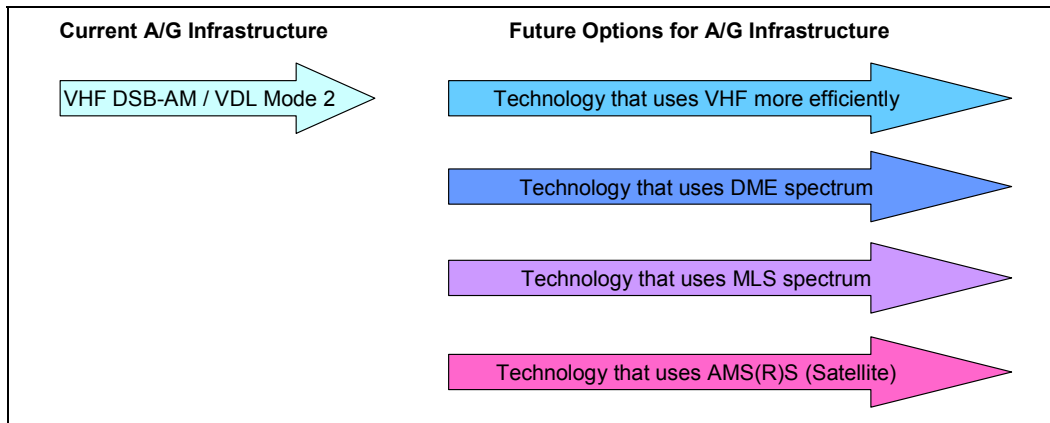 Current A/G Infrastructure
Future Options for A/G Infrastructure
VHF DSB-AM / VDL Mode 2
Technology that uses VHF more efficiently
Technology that uses DME spectrum
Technology that uses MLS spectrum
Technology that uses AMS(R)S (Satellite)